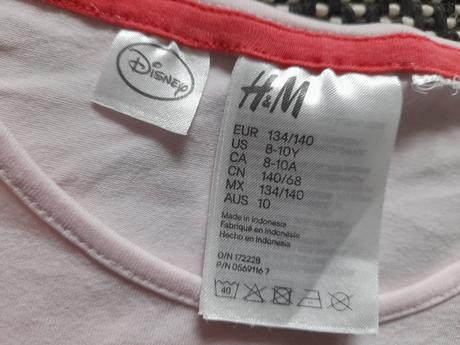 Disney
H&M
EUR 134/140
US 8-10Y
CA 8-10A
CN 140/68
MX 134/140
AUS 10
Made in Indonesia
Fabriqué en Indonésie
Hecho en Indonesia
O/N 172228
P/N 0569116 7
40